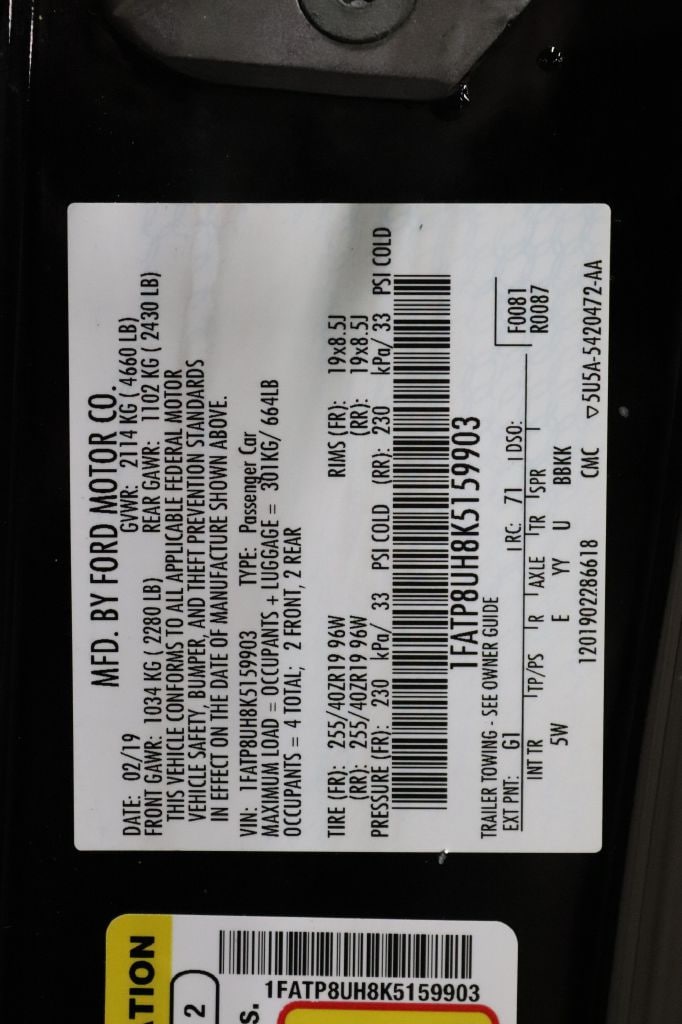 MFD. BY FORD MOTOR CO.
DATE: 02/19 GVWR: 2114 KG ( 4660 LB)
FRONT GAWR: 1034 KG ( 2280 LB) REAR GAWR: 1102 KG ( 2430 LB)
THIS VEHICLE CONFORMS TO ALL APPLICABLE FEDERAL MOTOR
VEHICLE SAFETY, BUMPER, AND THEFT PREVENTION STANDARDS
IN EFFECT ON THE DATE OF MANUFACTURE SHOWN ABOVE.
VIN: 1FATP8UH8K5159903 TYPE: Passenger Car
MAXIMUM LOAD = OCCUPANTS + LUGGAGE = 301KG/ 664LB
OCCUPANTS = 4 TOTAL; 2 FRONT, 2 REAR
TIRE (FR): 255/40ZR19 96W RIMS (FR): 19x8.5J
(RR): 255/40ZR19 96W (RR): 19x8.5J
PRESSURE (FR): 230 kPa/ 33 PSI COLD (RR): 230 kPa/ 33 PSI COLD
1FATP8UH8K5159903
TRAILER TOWING - SEE OWNER GUIDE
F0081
EXT PNT: G1 RC: 71 DSO:
R0087
INT TR TP/PS R AXLE TR SPR
5W E YY U BBKK
1201902286618 CMC ▽5U5A-5420472-AA
TION
2
s.
1FATP8UH8K5159903